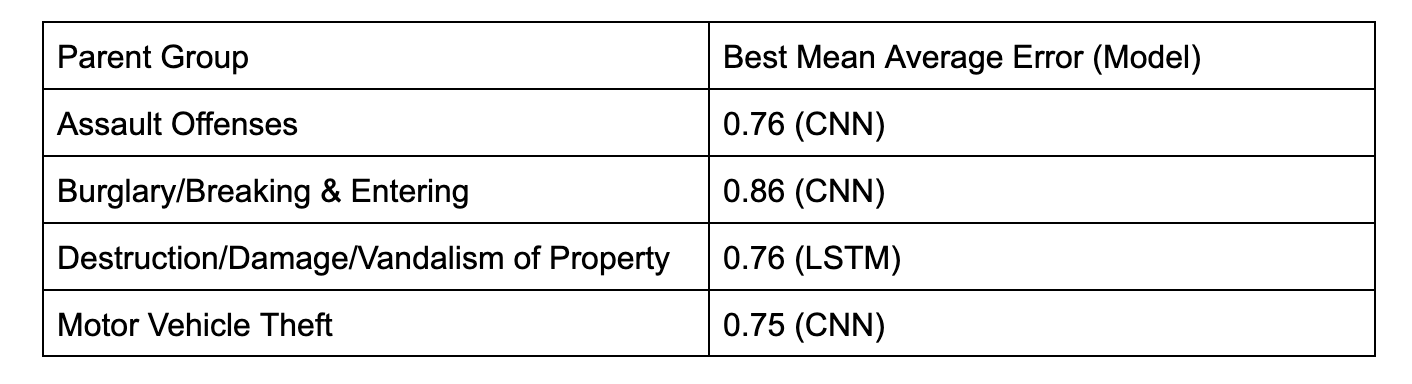 Parent Group Best Mean Average Error (Model)
Assault Offenses 0.76 (CNN)
Burglary/Breaking & Entering 0.86 (CNN)
Destruction/Damage/Vandalism of Property 0.76 (LSTM)
Motor Vehicle Theft 0.75 (CNN)